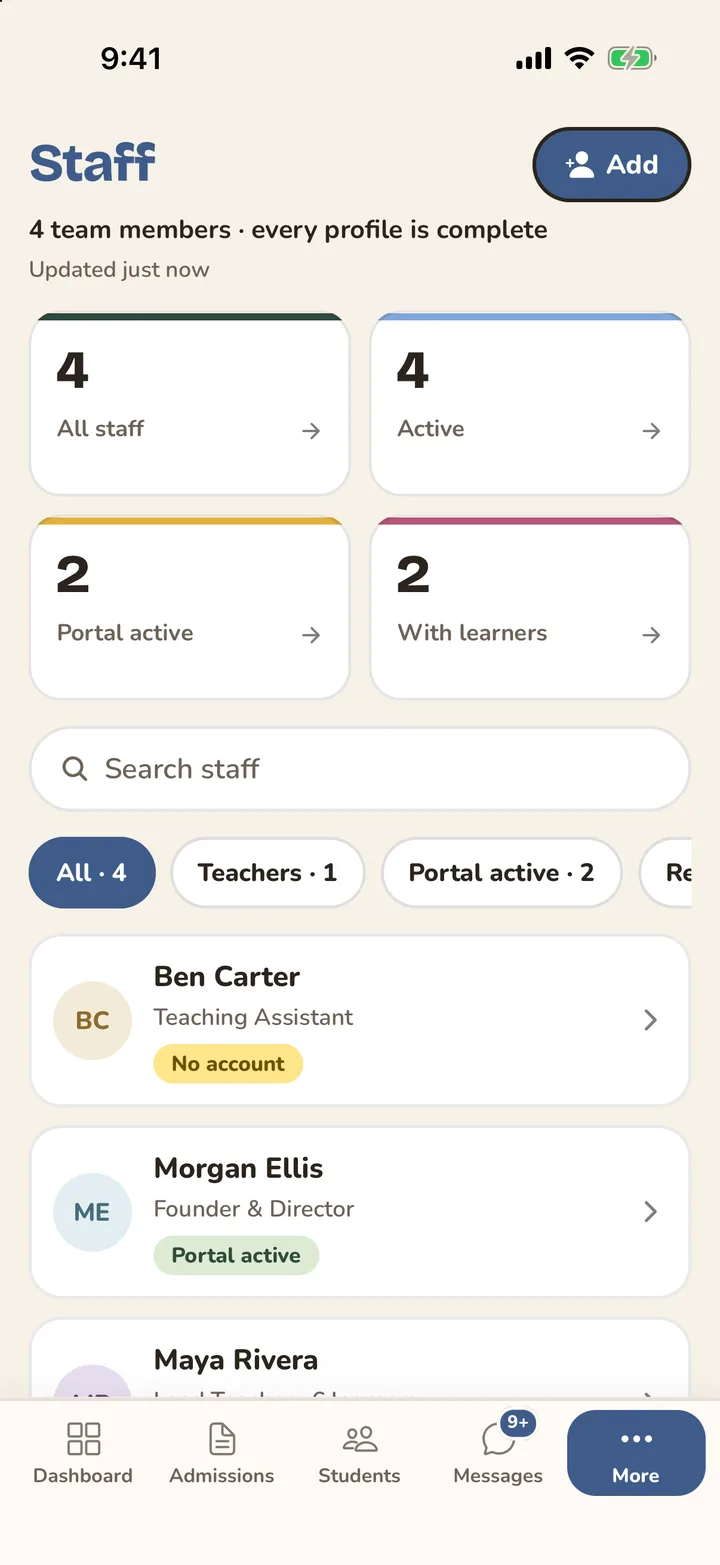 9:41
Staff
Add
4 team members · every profile is complete
Updated just now
4
All staff
4
Active
2
Portal active
2
With learners
Search staff
All · 4
Teachers · 1
Portal active · 2
Re
BC
Ben Carter
Teaching Assistant
No account
ME
Morgan Ellis
Founder & Director
Portal active
Maya Rivera
9+
Dashboard
Admissions
Students
Messages
More